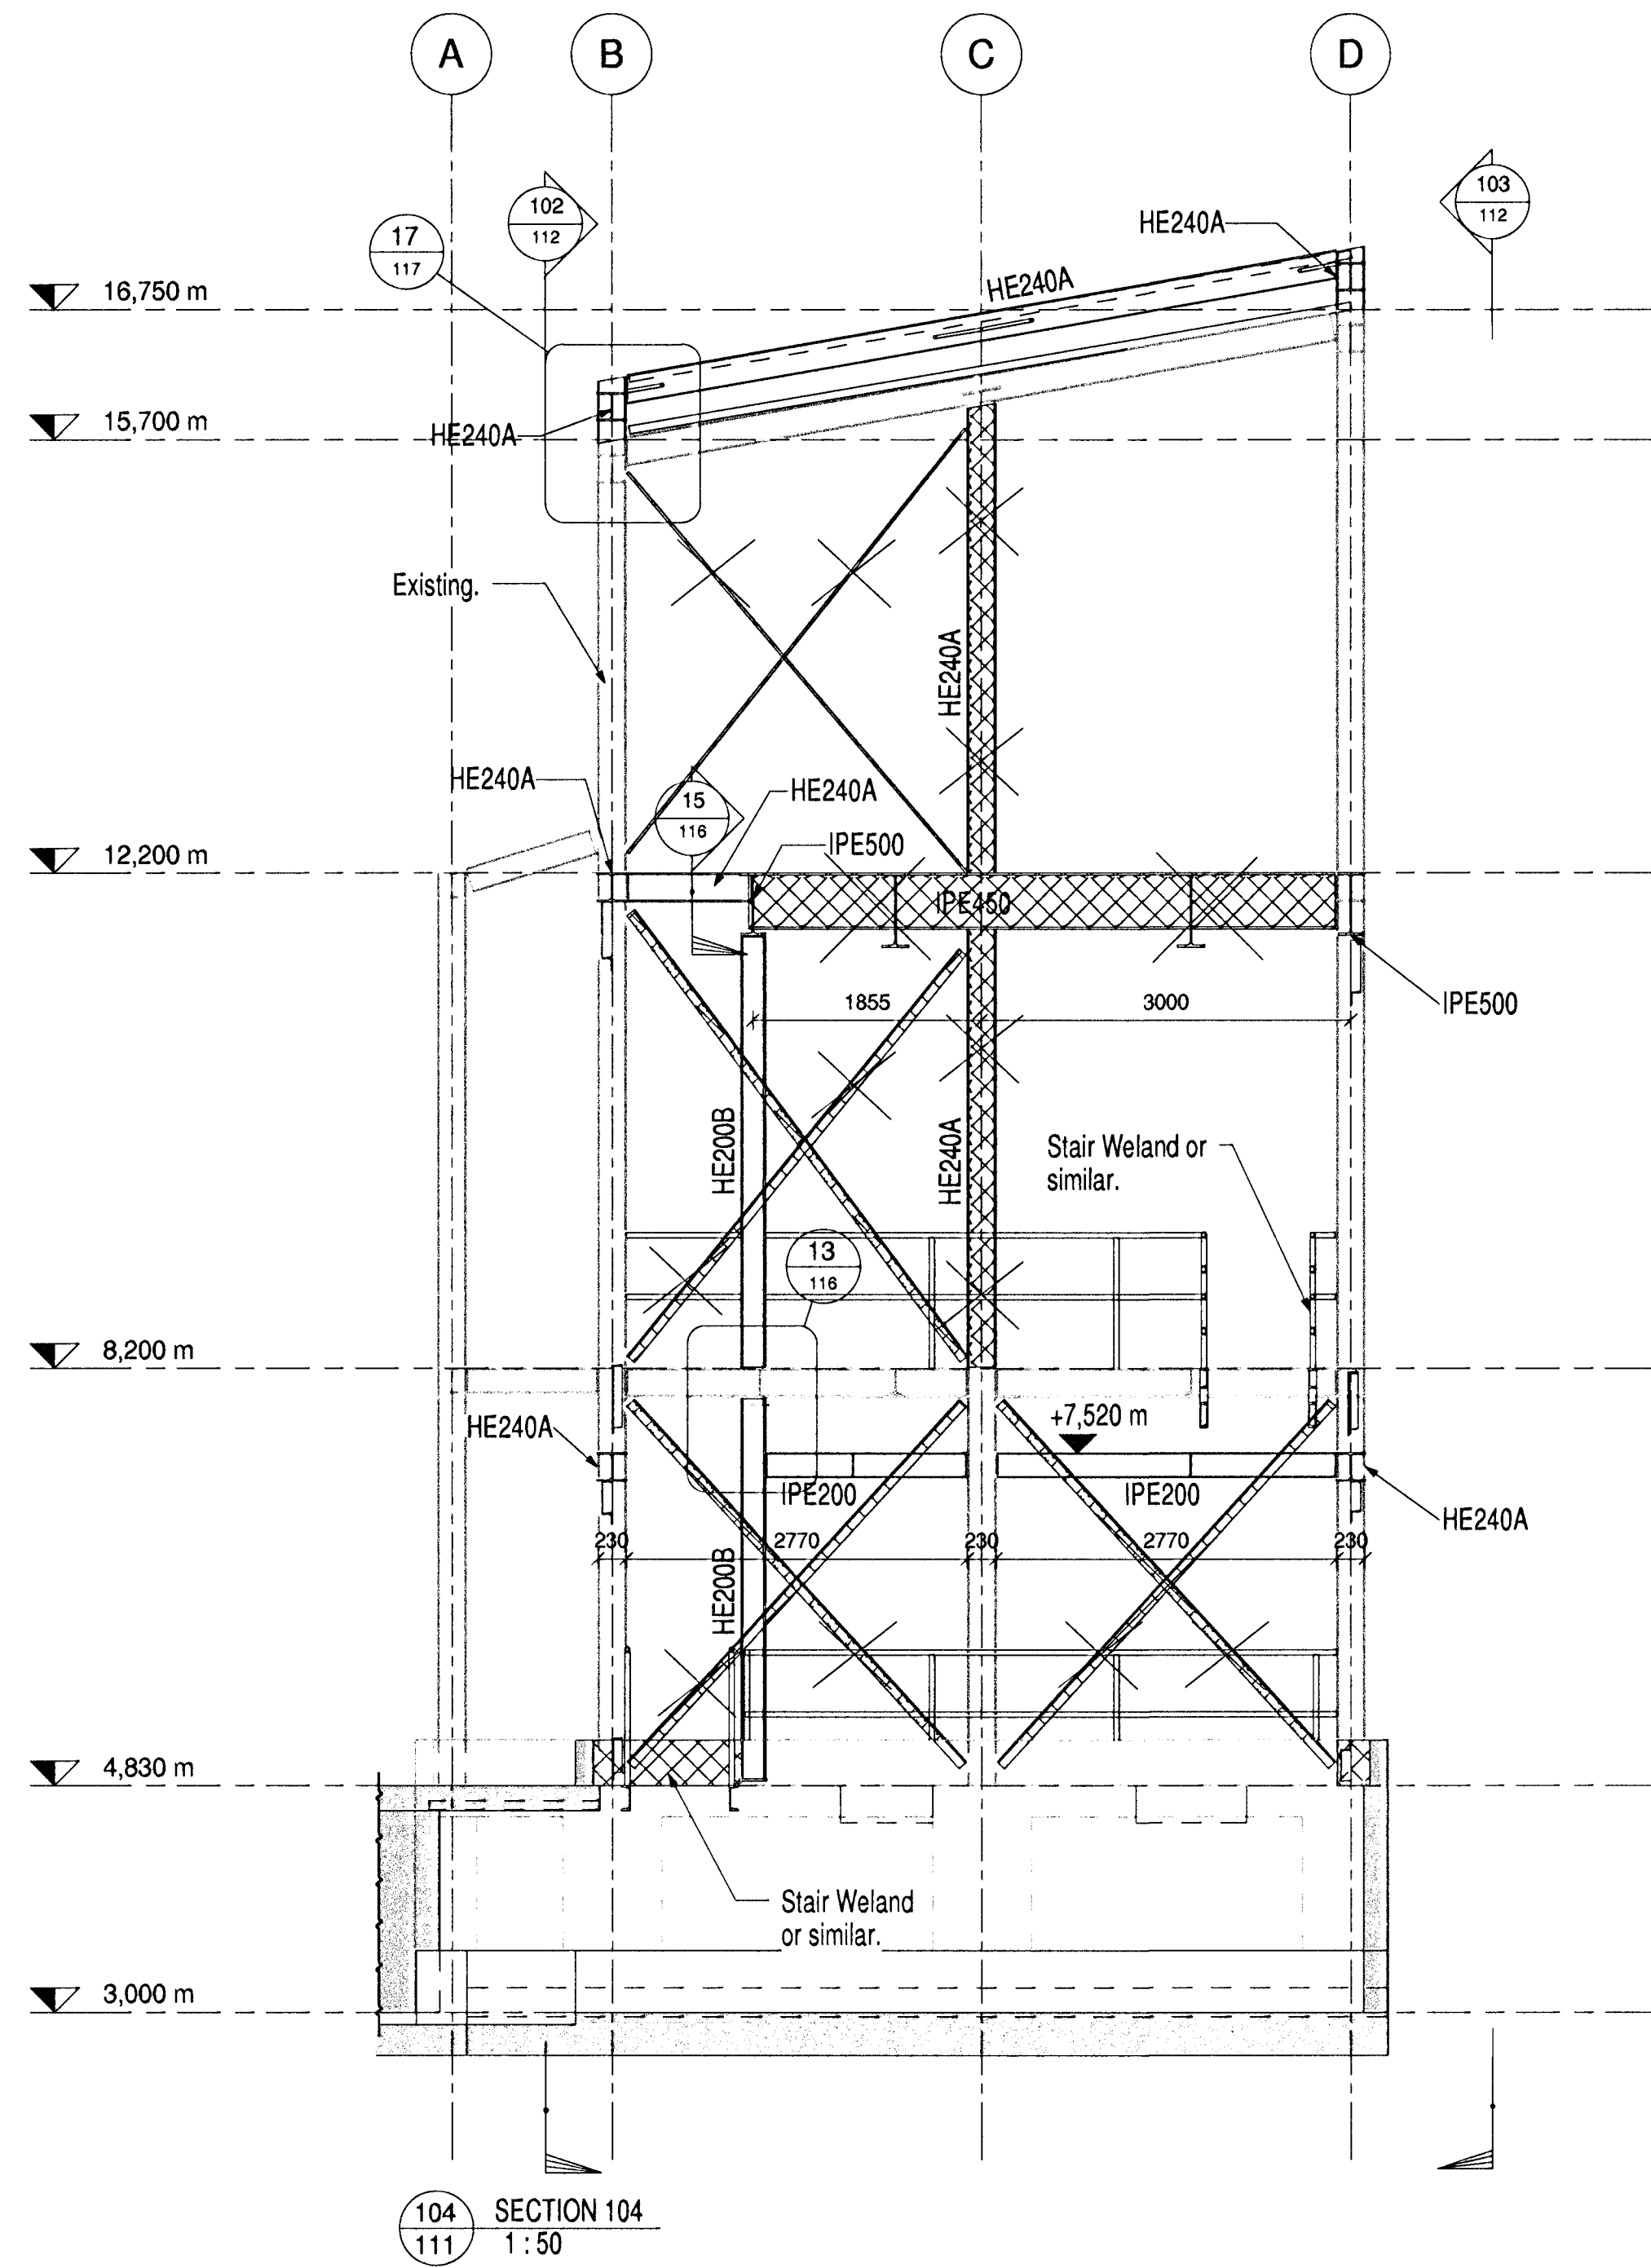 A
B
C
D
102
112
103
112
17
117
HE240A
HE240A
16,750 m
15,700 m
HE240A
Existing.
HE240A
HE240A
15
116
HE240A
IPE500
12,200 m
IPE450
1855
3000
IPE500
HE200B
HE240A
Stair Weland or
similar.
13
116
8,200 m
+7,520 m
HE240A
IPE200
IPE200
HE240A
230
2770
230
2770
230
HE200B
4,830 m
Stair Weland
or similar.
3,000 m
104
111
SECTION 104
1 : 50